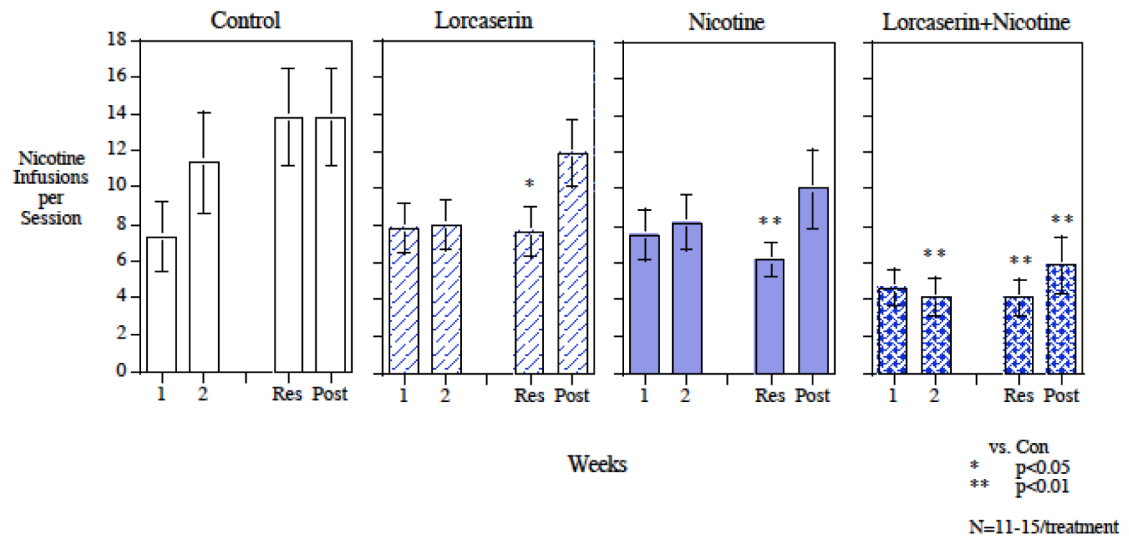 Control
Lorcaserin
Nicotine
Lorcaserin+Nicotine
18
16
14
12
10
8
6
4
2
0
Nicotine
Infusions
per
Session
*
**
**
**
**
1 2 Res Post
1 2 Res Post
1 2 Res Post
1 2 Res Post
Weeks
vs. Con
* p<0.05
** p<0.01
N=11-15/treatment